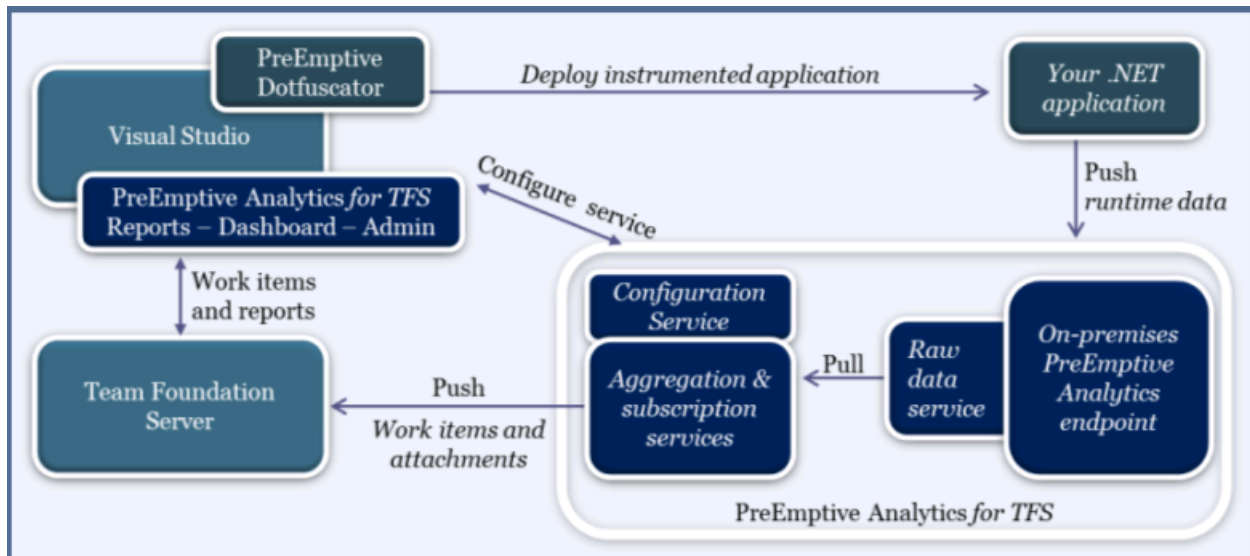 PreEmptive
Dotfuscator
Visual Studio
PreEmptive Analytics for TFS
Reports – Dashboard – Admin
Deploy instrumented application
Your .NET
application
Push
runtime data
Configure service
Work items
and reports
Team Foundation
Server
Push
Work items and
attachments
Configuration
Service
Aggregation &
subscription
services
Pull
Raw
data
service
On-premises
PreEmptive
Analytics
endpoint
PreEmptive Analytics for TFS